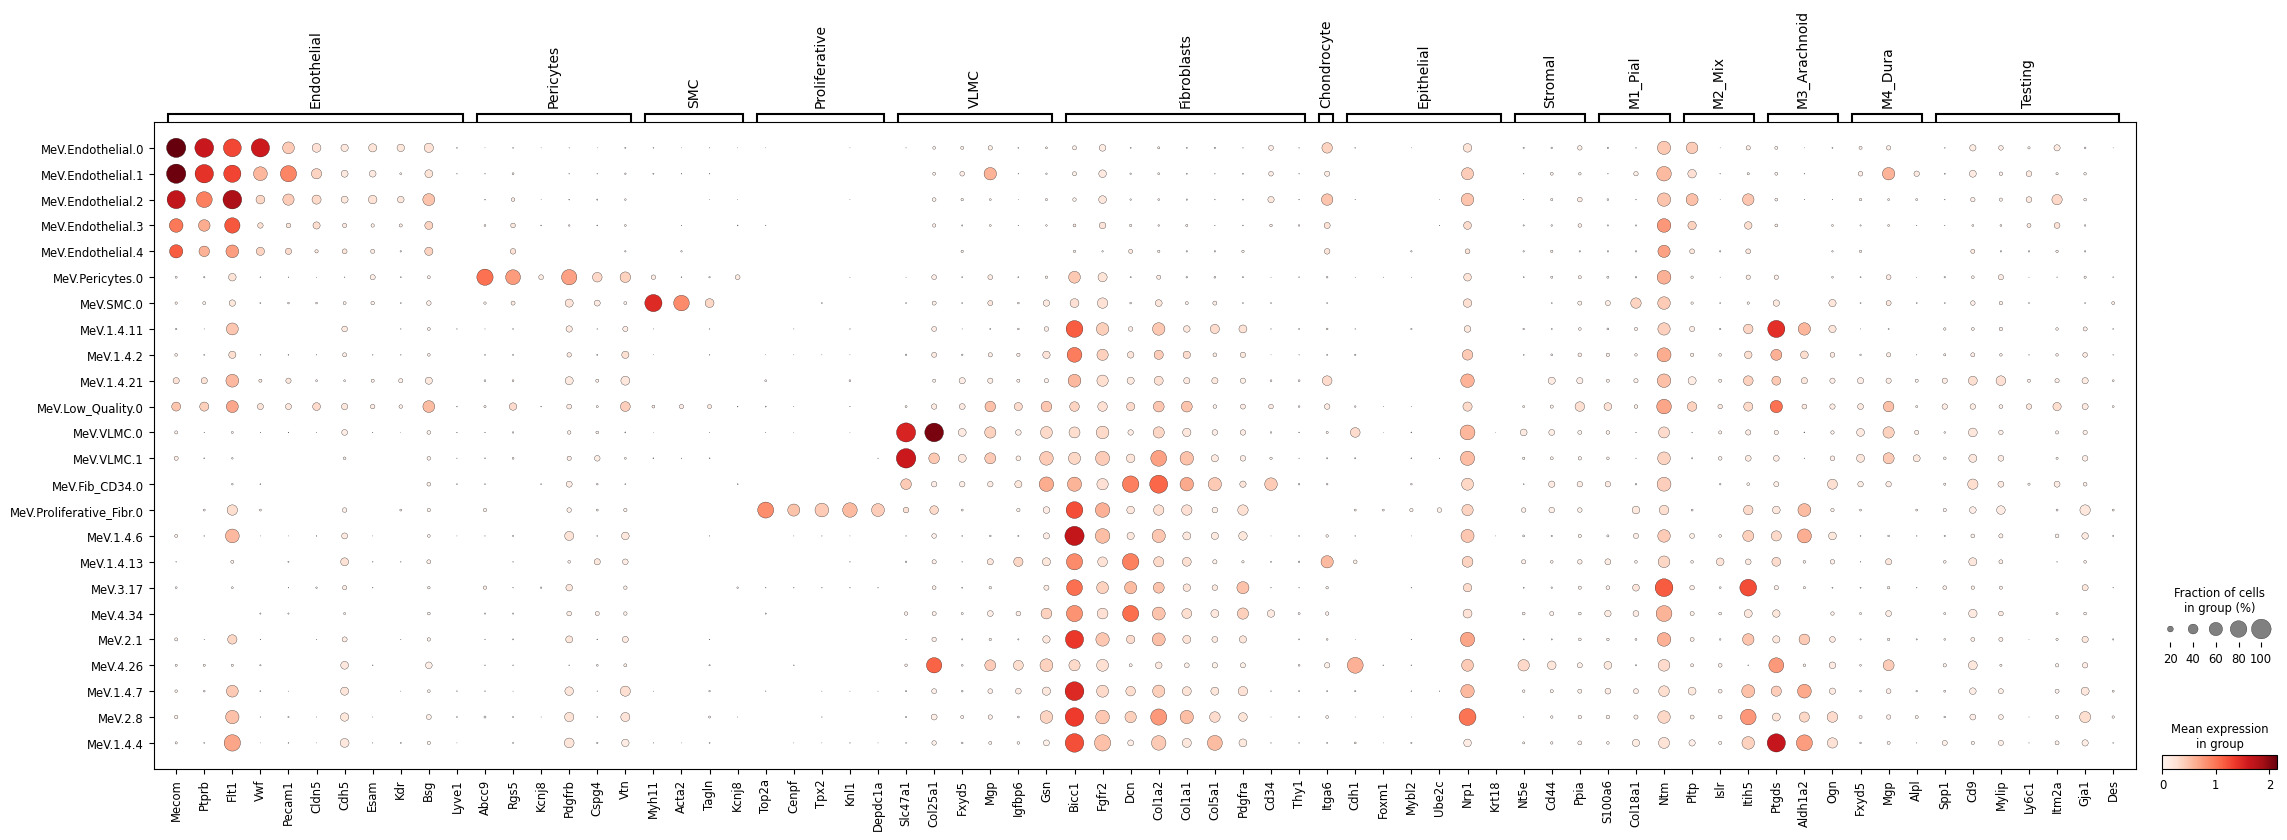 Endothelial
Pericytes
SMC
Proliferative
VLMC
Fibroblasts
Chondrocyte
Epithelial
Stromal
M1_Pial
M2_Mix
M3_Arachnoid
M4_Dura
Testing
MeV.Endothelial.0
MeV.Endothelial.1
MeV.Endothelial.2
MeV.Endothelial.3
MeV.Endothelial.4
MeV.Pericytes.0
MeV.SMC.0
MeV.1.4.11
MeV.1.4.2
MeV.1.4.21
MeV.Low_Quality.0
MeV.VLMC.0
MeV.VLMC.1
MeV.Fib_CD34.0
MeV.Proliferative_Fibr.0
MeV.1.4.6
MeV.1.4.13
MeV.3.17
MeV.4.34
MeV.2.1
MeV.4.26
MeV.1.4.7
MeV.2.8
MeV.1.4.4
Mecom
Ptprb
Flt1
Vwf
Pecam1
Cldn5
Cdh5
Esam
Kdr
Bsg
Lyve1
Abcc9
Rgs5
Kcnj8
Pdgfrb
Cspg4
Vtn
Myh11
Acta2
Tagln
Kcnj8
Top2a
Cenpf
Tpx2
Knl1
Depdc1a
Slc47a1
Col25a1
Fxyd5
Mgp
Igfbp6
Gsn
Bicc1
Fgfr2
Dcn
Col1a2
Col1a1
Col5a1
Pdgfra
Cd34
Thy1
Itga6
Cdh1
Foxm1
Mybl2
Ube2c
Nrp1
Krt18
Nt5e
Cd44
Ppia
S100a6
Col18a1
Ntm
Pltp
Islr
Itih5
Ptgds
Aldh1a2
Ogn
Fxyd5
Mgp
Alpl
Spp1
Cd9
Mylip
Ly6c1
Itm2a
Gja1
Des
Fraction of cells
in group (%)
20 40 60 80 100
Mean expression
in group
0 1 2